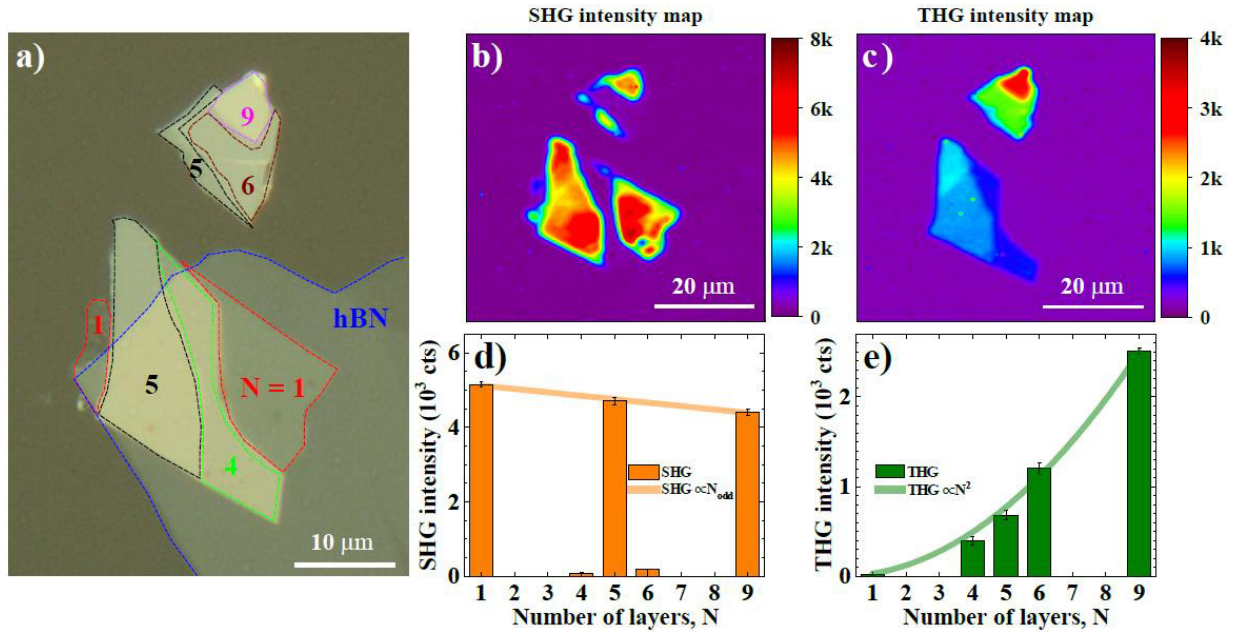 SHG intensity map
THG intensity map
a)
9
5
6
1
hBN
5
N = 1
4
10 μm
b)
8k
6k
4k
2k
0
20 μm
c)
4k
3k
2k
1k
0
20 μm
d)
SHG intensity (10³ cts)
6
4
2
0
SHG
SHG ∝N_odd
1 2 3 4 5 6 7 8 9
Number of layers, N
e)
THG intensity (10³ cts)
2
1
0
THG
THG ∝N²
1 2 3 4 5 6 7 8 9
Number of layers, N